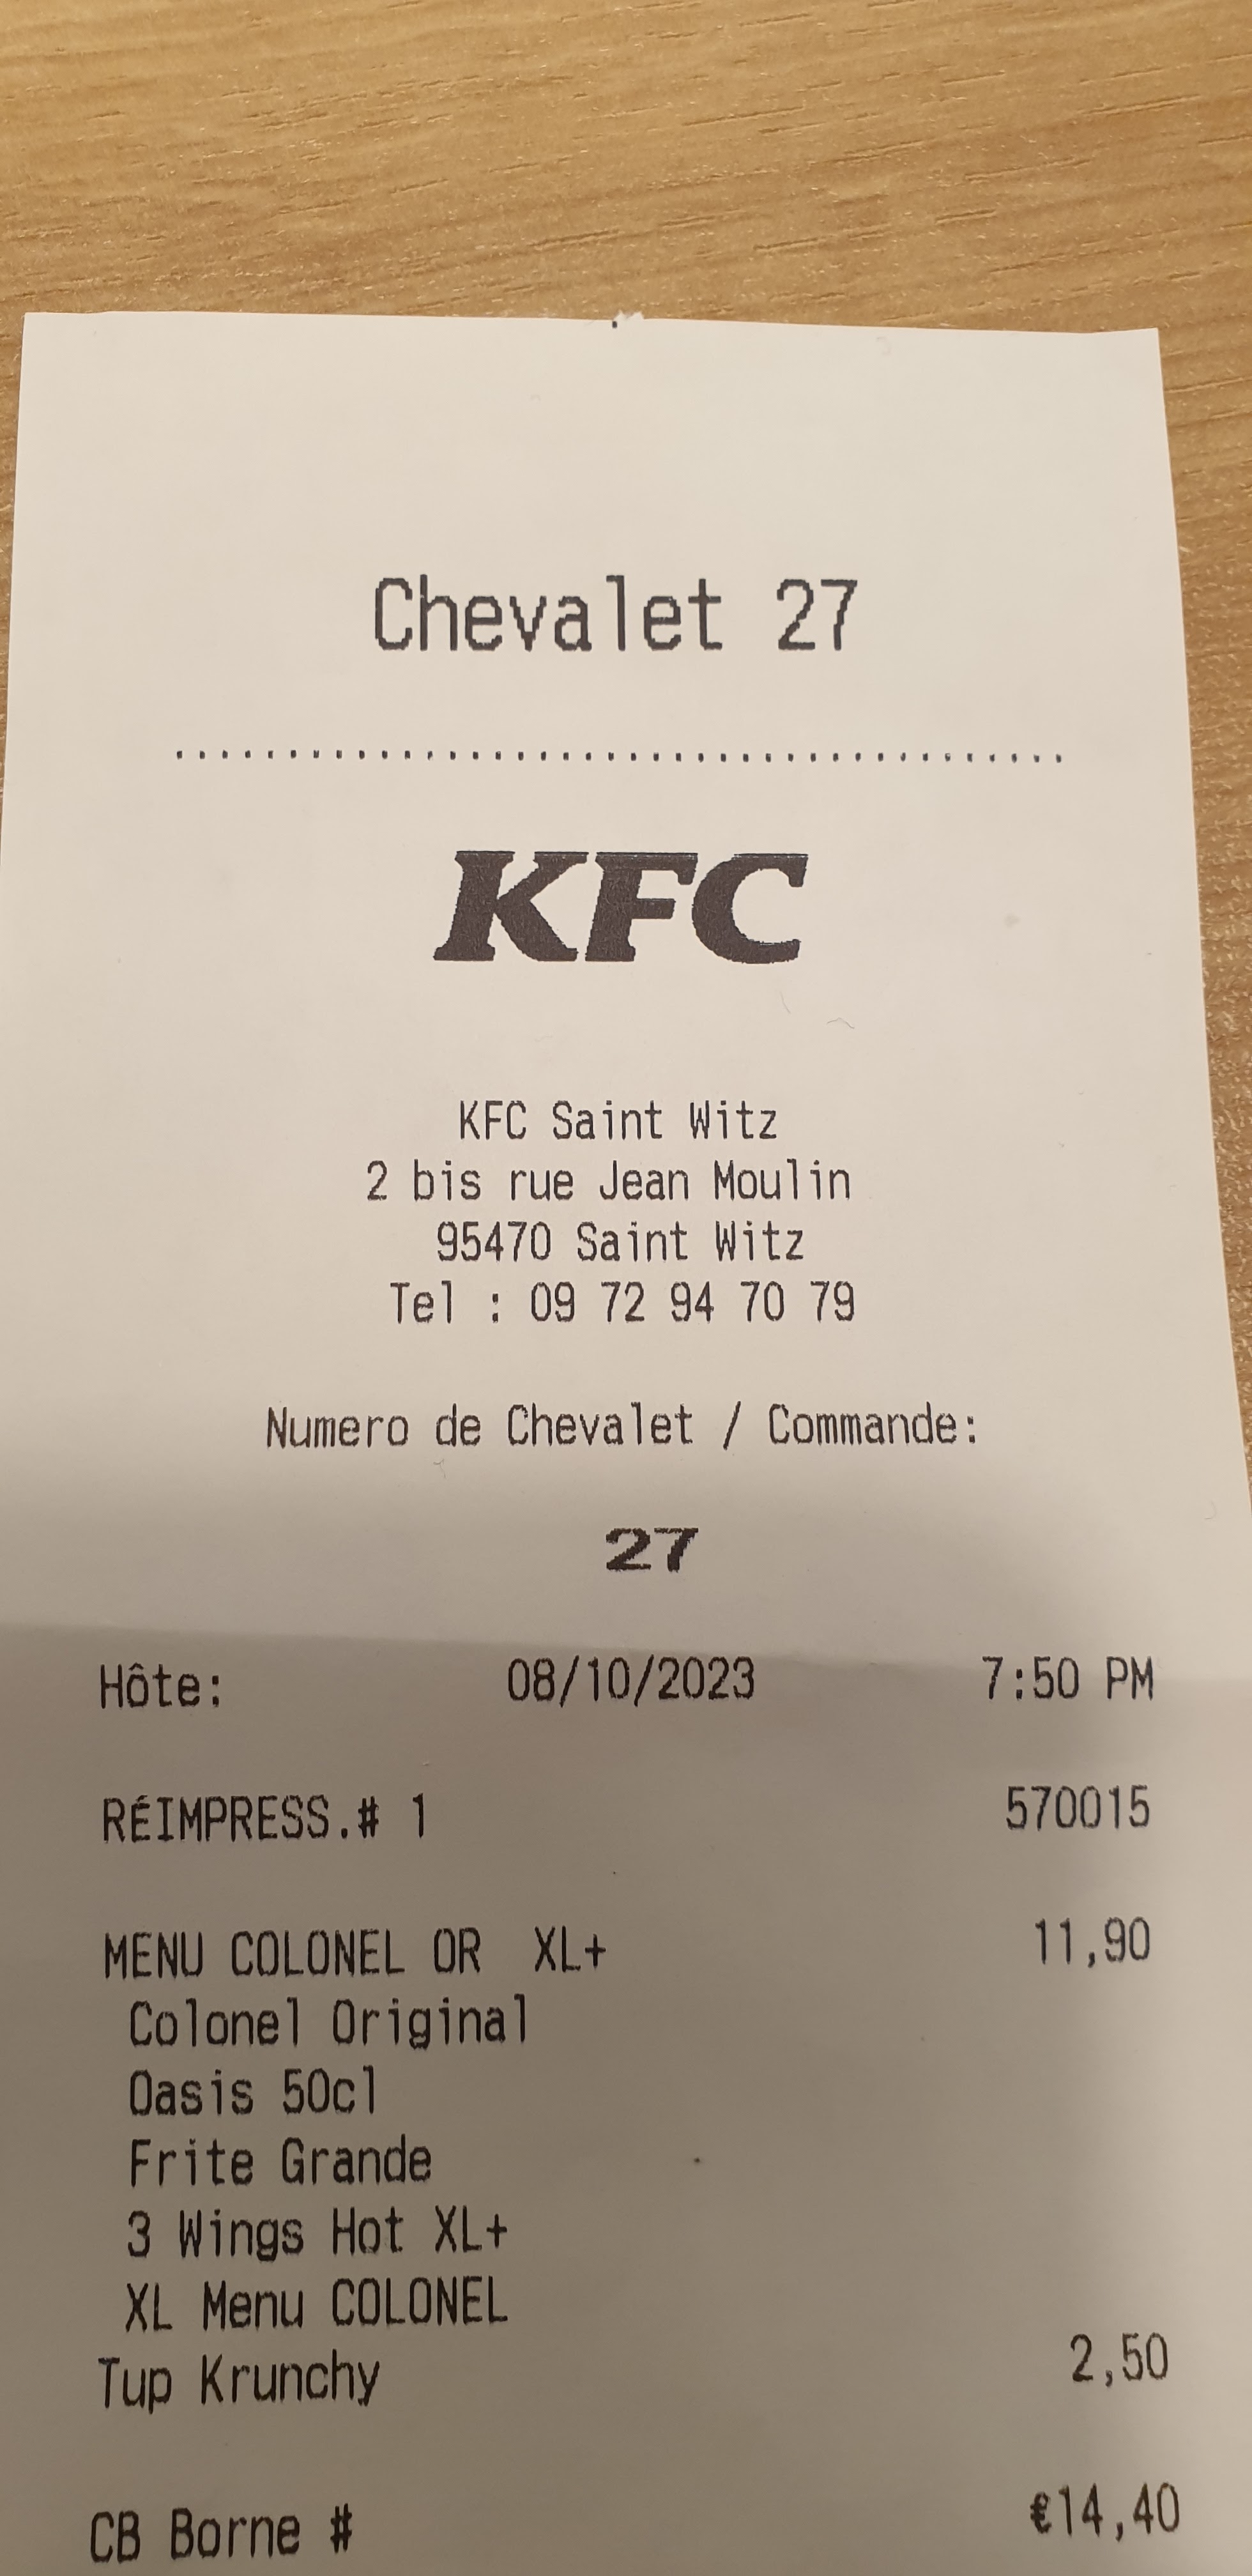 Chevalet 27
KFC
KFC Saint Witz
2 bis rue Jean Moulin
95470 Saint Witz
Tel : 09 72 94 70 79
Numero de Chevalet / Commande:
27
Hôte: 08/10/2023 7:50 PM
RÉIMPRESS.# 1 570015
MENU COLONEL OR XL+ 11,90
Colonel Original
Oasis 50cl
Frite Grande
3 Wings Hot XL+
XL Menu COLONEL
Tup Krunchy 2,50
CB Borne # €14,40